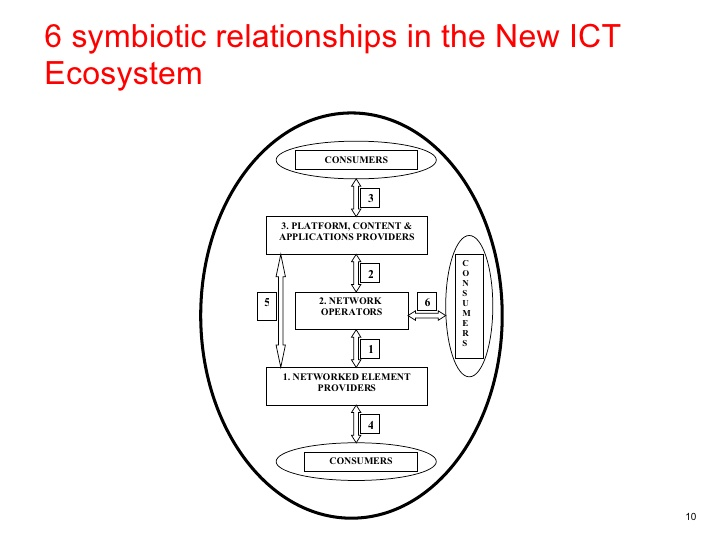 6 symbiotic relationships in the New ICT
Ecosystem
CONSUMERS
3
3. PLATFORM, CONTENT &
APPLICATIONS PROVIDERS
2
5
2. NETWORK
OPERATORS
6
CONSUMERS
1
1. NETWORKED ELEMENT
PROVIDERS
4
CONSUMERS
10